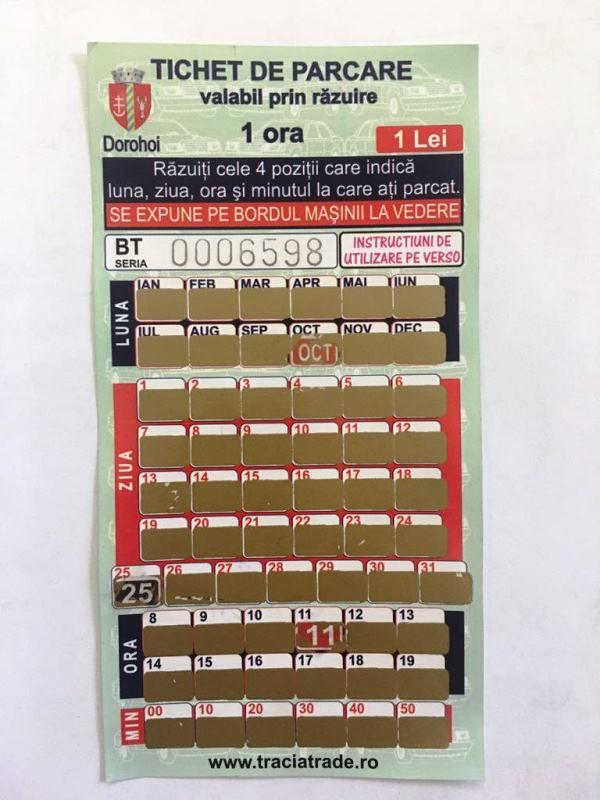 TICHET DE PARCARE
valabil prin răzuire
1 ora
1 Lei
Dorohoi
Răzuiți cele 4 poziții care indică
luna, ziua, ora și minutul la care ați parcat.
SE EXPUNE PE BORDUL MAȘINII LA VEDERE
BT 0006598
SERIA
INSTRUCTIUNI DE
UTILIZARE PE VERSO
LUNA
IAN FEB MAR APR MAI IUN
IUL AUG SEP OCT NOV DEC
OCT
ZIUA
1 2 3 4 5 6
7 8 9 10 11 12
13 14 15 16 17 18
19 20 21 22 23 24
25 26 27 28 29 30 31
25
ORA
8 9 10 11 12 13
11
14 15 16 17 18 19
MIN
00 10 20 30 40 50
www.traciatrade.ro